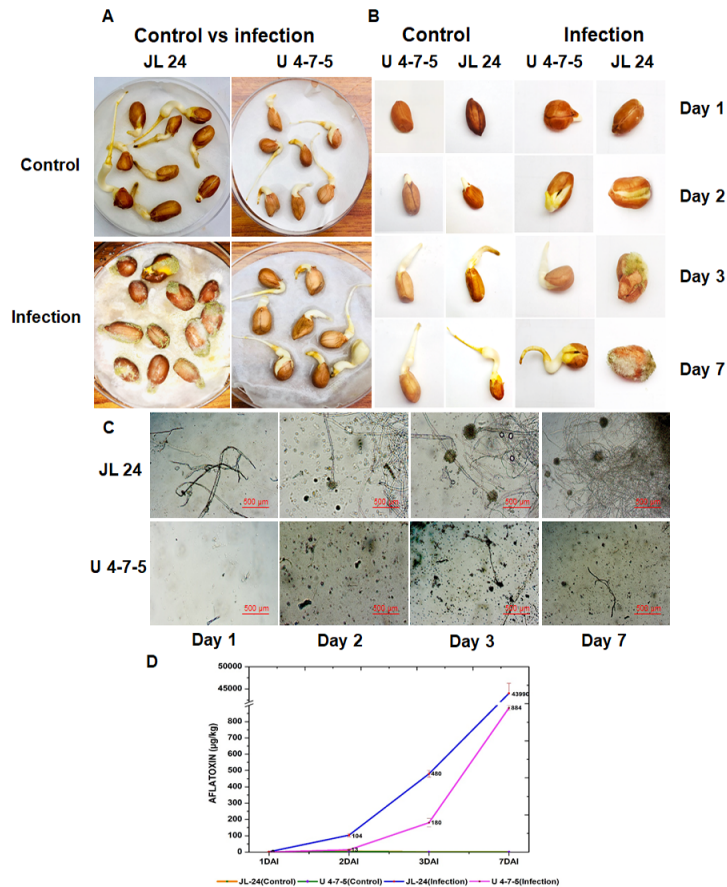 A
Control vs infection
JL 24 U 4-7-5
Control
Infection
B
Control Infection
U 4-7-5 JL 24 U 4-7-5 JL 24
Day 1
Day 2
Day 3
Day 7
C
JL 24
500 µm 500 µm 500 µm 500 µm
U 4-7-5
500 µm 500 µm 500 µm 500 µm
Day 1 Day 2 Day 3 Day 7
D
AFLATOXIN (µg/kg)
50000
45000
800
700
600
500
400
300
200
100
0
43990
884
480
180
104
1DAI 2DAI 3DAI 7DAI
JL-24(Control) U 4-7-5(Control) JL-24(Infection) U 4-7-5(Infection)